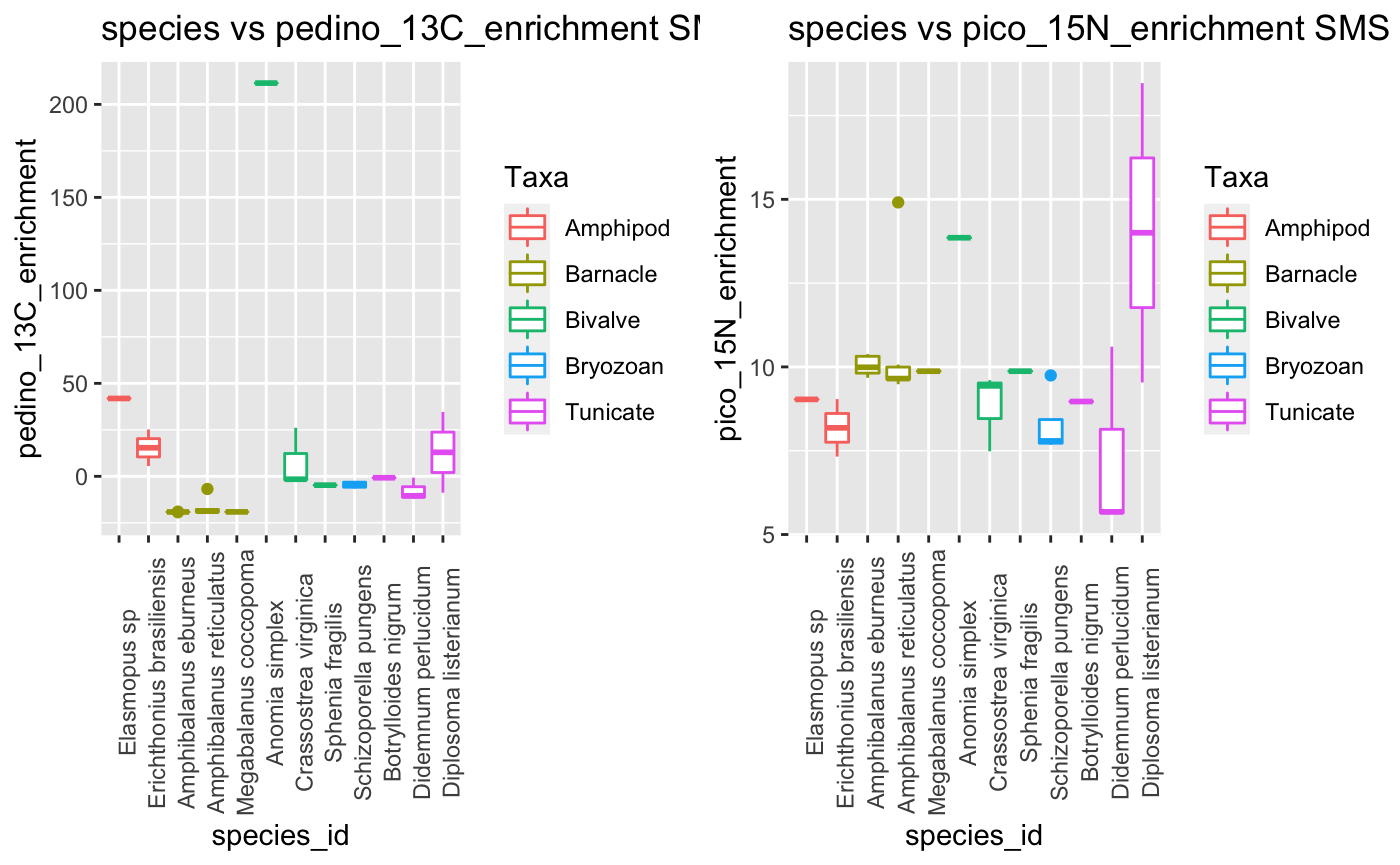 species vs pedino_13C_enrichment SM
pedino_13C_enrichment
200
150
100
50
0
Elasmopus sp
Erichthonius brasiliensis
Amphibalanus eburneus
Amphibalanus reticulatus
Megabalanus coccopoma
Anomia simplex
Crassostrea virginica
Sphenia fragilis
Schizoporella pungens
Botrylloides nigrum
Didemnum perlucidum
Diplosoma listerianum
species_id
Taxa
Amphipod
Barnacle
Bivalve
Bryozoan
Tunicate
species vs pico_15N_enrichment SMS
pico_15N_enrichment
15
10
5
Elasmopus sp
Erichthonius brasiliensis
Amphibalanus eburneus
Amphibalanus reticulatus
Megabalanus coccopoma
Anomia simplex
Crassostrea virginica
Sphenia fragilis
Schizoporella pungens
Botrylloides nigrum
Didemnum perlucidum
Diplosoma listerianum
species_id
Taxa
Amphipod
Barnacle
Bivalve
Bryozoan
Tunicate